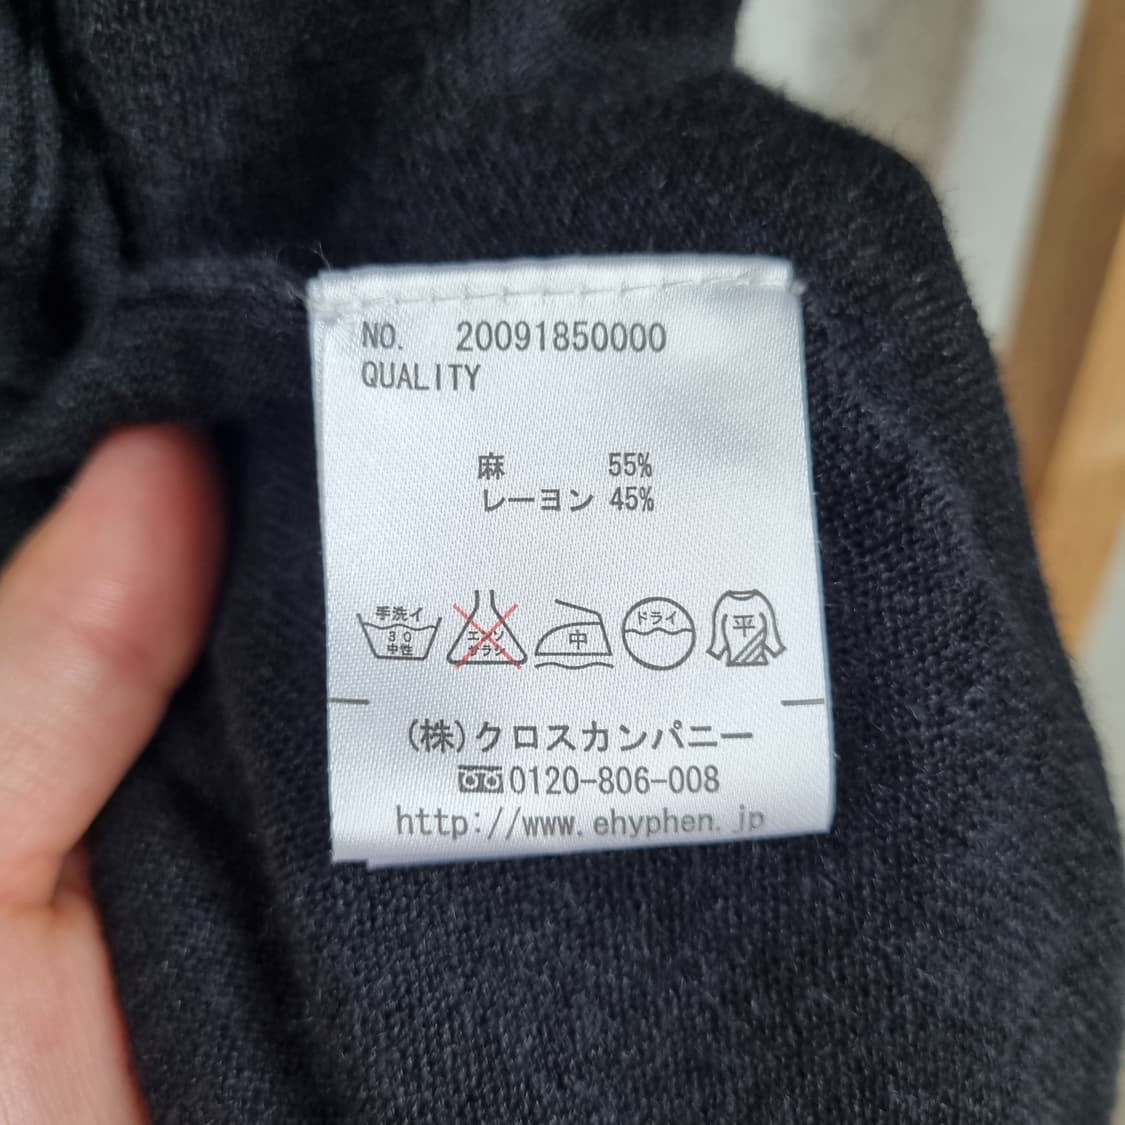 NO. 20091850000
QUALITY
麻 55%
レーヨン 45%
手洗イ
30
中性
エンソ
サラシ
中
ドライ
平
(株)クロスカンパニー
0120-806-008
http://www.ehyphen.jp